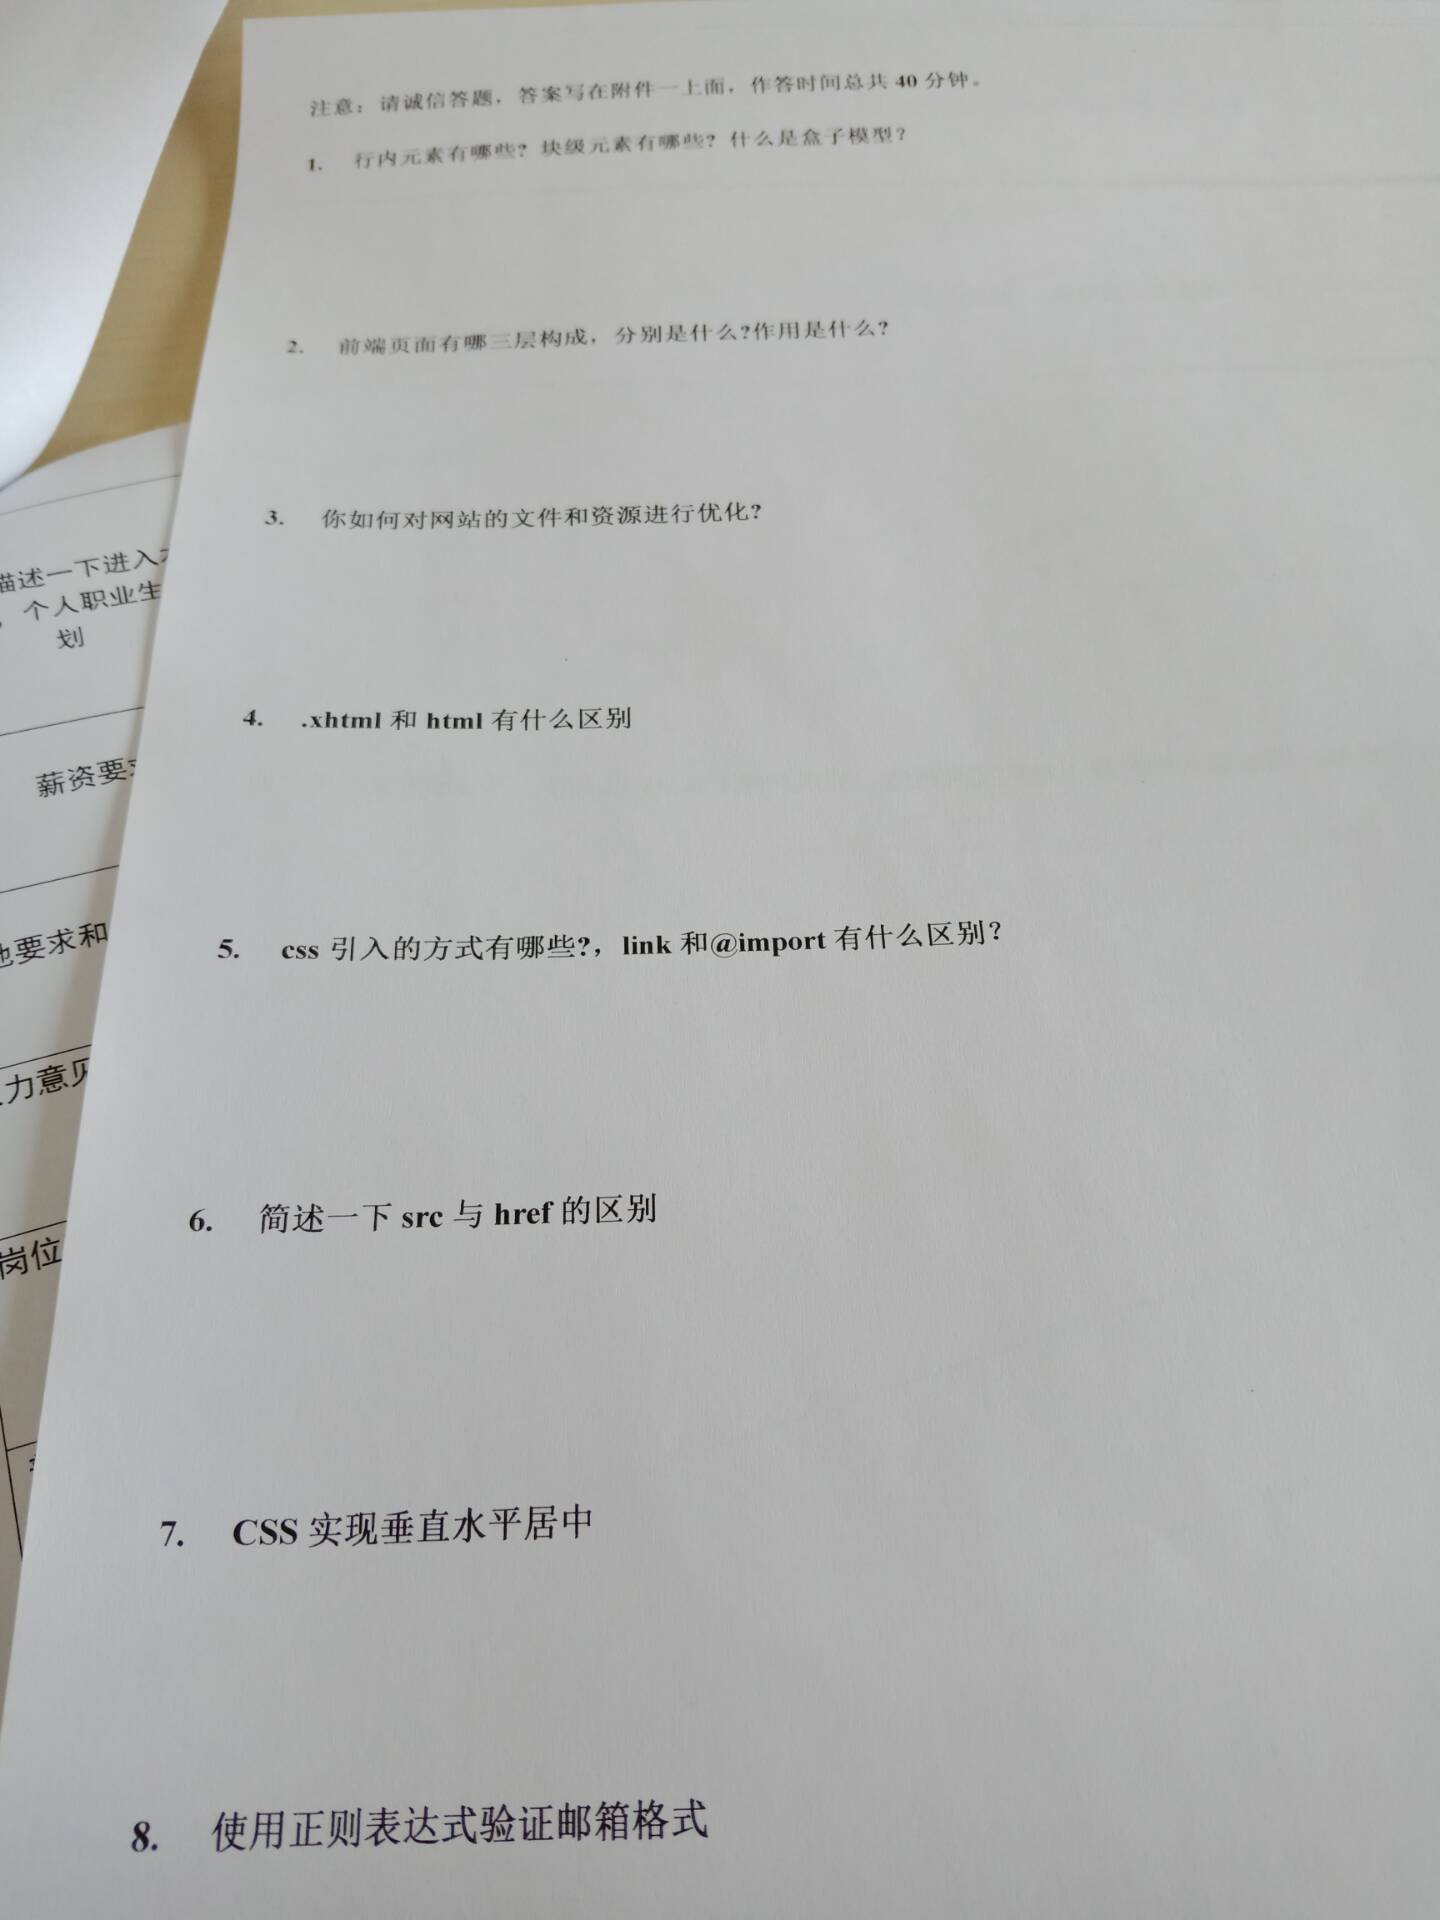 注意：请诚信答题，答案写在附件一上面，作答时间总共 40 分钟。
1. 行内元素有哪些？块级元素有哪些？什么是盒子模型？
2. 前端页面有哪三层构成，分别是什么?作用是什么?
3. 你如何对网站的文件和资源进行优化?
4. .xhtml 和 html 有什么区别
5. css 引入的方式有哪些?，link 和@import 有什么区别？
6. 简述一下 src 与 href 的区别
7. CSS 实现垂直水平居中
8. 使用正则表达式验证邮箱格式
描述一下进入
，个人职业生
划
薪资要
要求和
力意见
岗位